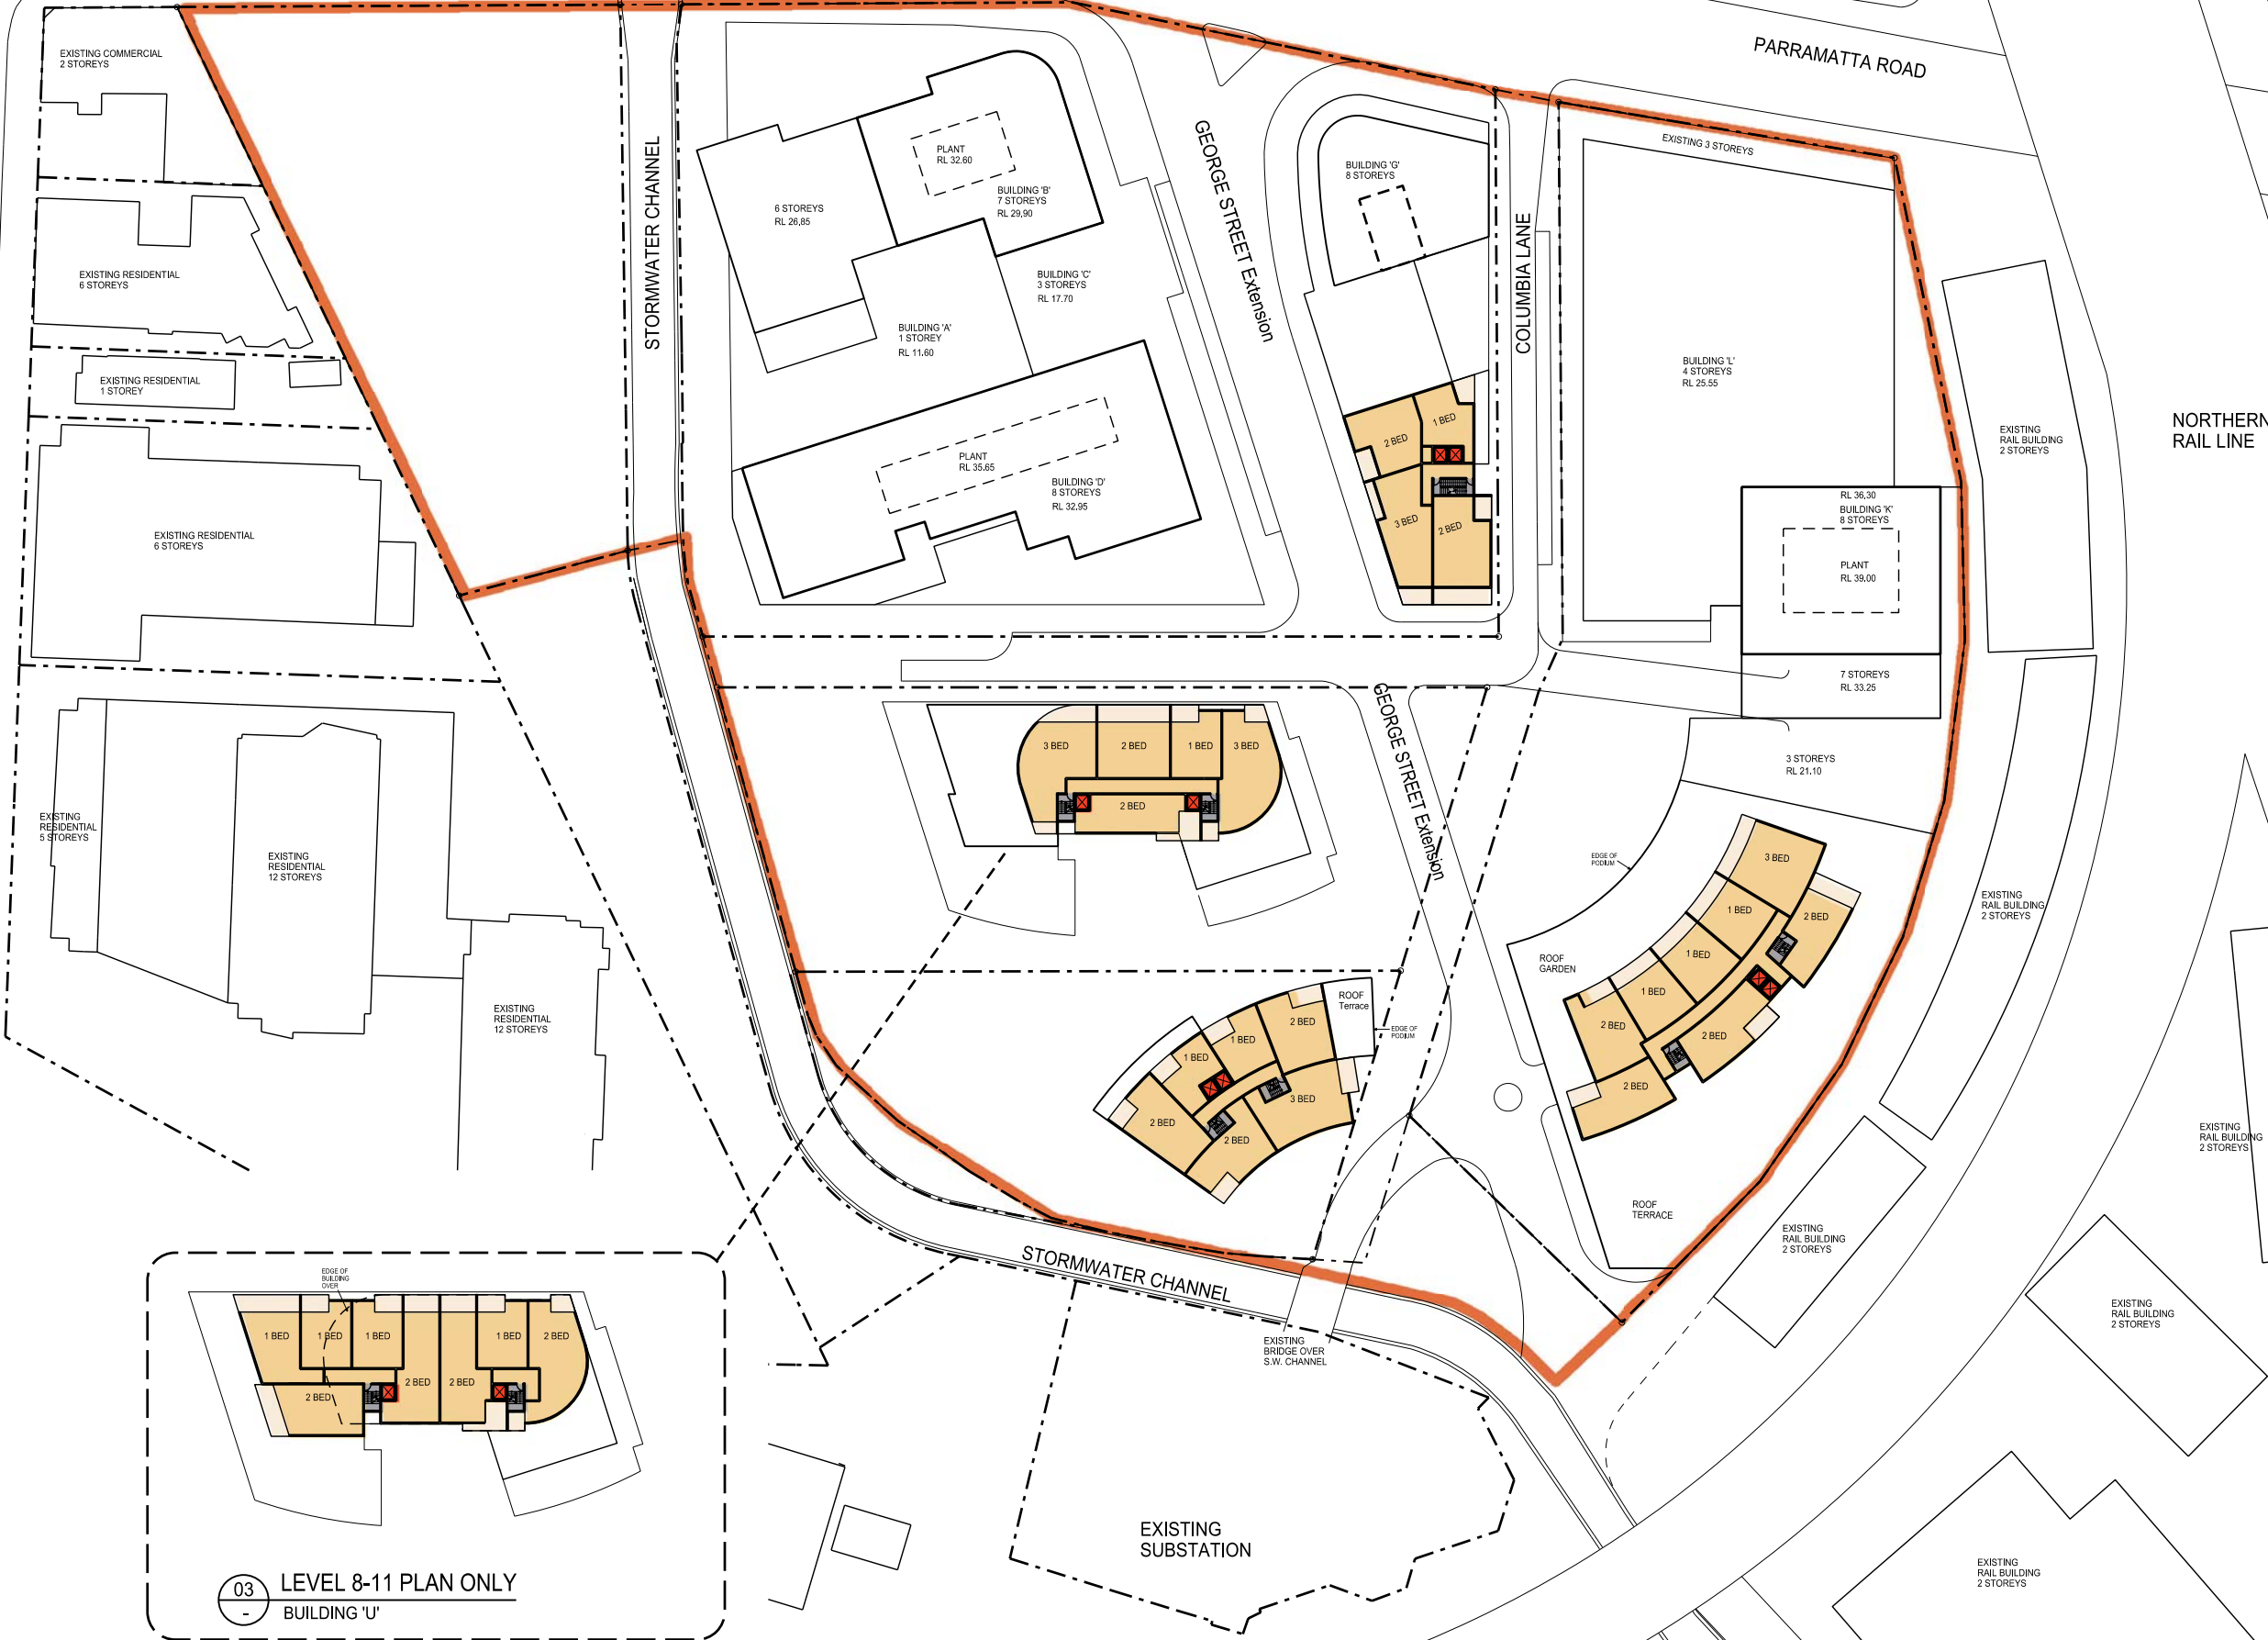 EXISTING COMMERCIAL
2 STOREYS
EXISTING RESIDENTIAL
6 STOREYS
EXISTING RESIDENTIAL
1 STOREY
EXISTING RESIDENTIAL
6 STOREYS
EXISTING
RESIDENTIAL
5 STOREYS
EXISTING
RESIDENTIAL
12 STOREYS
EXISTING
RESIDENTIAL
12 STOREYS
STORMWATER CHANNEL
6 STOREYS
RL 26,85
PLANT
RL 32.60
BUILDING 'B'
7 STOREYS
RL 29,90
BUILDING 'C'
3 STOREYS
RL 17.70
BUILDING 'A'
1 STOREY
RL 11.60
PLANT
RL 35.65
BUILDING 'D'
8 STOREYS
RL 32,95
GEORGE STREET Extension
BUILDING 'G'
8 STOREYS
COLUMBIA LANE
PARRAMATTA ROAD
EXISTING 3 STOREYS
BUILDING 'L'
4 STOREYS
RL 25.55
1 BED
2 BED
3 BED
2 BED
RL 36,30
BUILDING 'K'
8 STOREYS
PLANT
RL 39.00
7 STOREYS
RL 33.25
3 STOREYS
RL 21.10
EXISTING
RAIL BUILDING
2 STOREYS
NORTHERN
RAIL LINE
3 BED
2 BED
1 BED
3 BED
2 BED
GEORGE STREET Extension
EDGE OF
PODIUM
3 BED
1 BED
2 BED
1 BED
1 BED
2 BED
2 BED
2 BED
ROOF
GARDEN
ROOF
TERRACE
EXISTING
RAIL BUILDING
2 STOREYS
ROOF
Terrace
EDGE OF
PODIUM
2 BED
1 BED
1 BED
3 BED
2 BED
2 BED
EXISTING
RAIL BUILDING
2 STOREYS
EXISTING
RAIL BUILDING
2 STOREYS
EXISTING
RAIL BUILDING
2 STOREYS
EXISTING
RAIL BUILDING
2 STOREYS
STORMWATER CHANNEL
EXISTING
BRIDGE OVER
S.W. CHANNEL
EXISTING
SUBSTATION
EDGE OF
BUILDING
OVER
1 BED
1 BED
1 BED
1 BED
2 BED
2 BED
2 BED
2 BED
03
-
LEVEL 8-11 PLAN ONLY
BUILDING 'U'